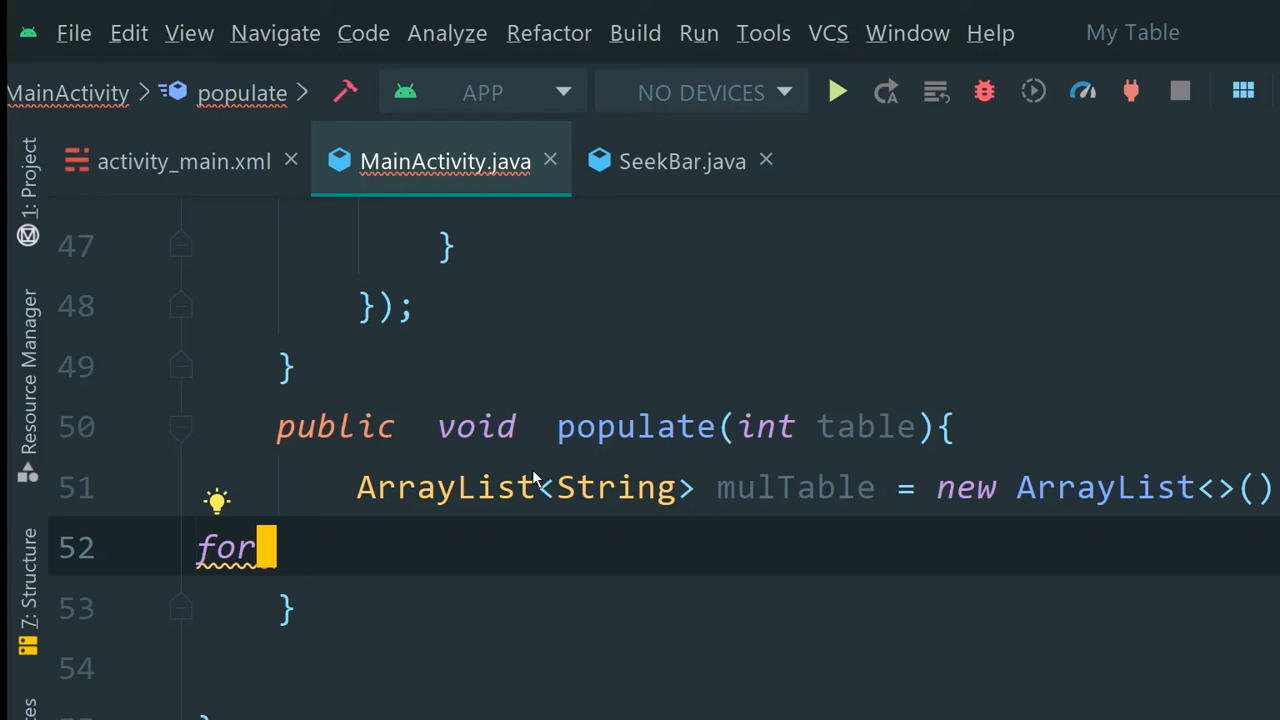 File Edit View Navigate Code Analyze Refactor Build Run Tools VCS Window Help My Table
MainActivity populate APP NO DEVICES
activity_main.xml MainActivity.java SeekBar.java
1: Project
Resource Manager
7: Structure
47 }
48 });
49 }
50 public void populate(int table){
51 ArrayList<String> mulTable = new ArrayList<>()
52 for
53 }
54